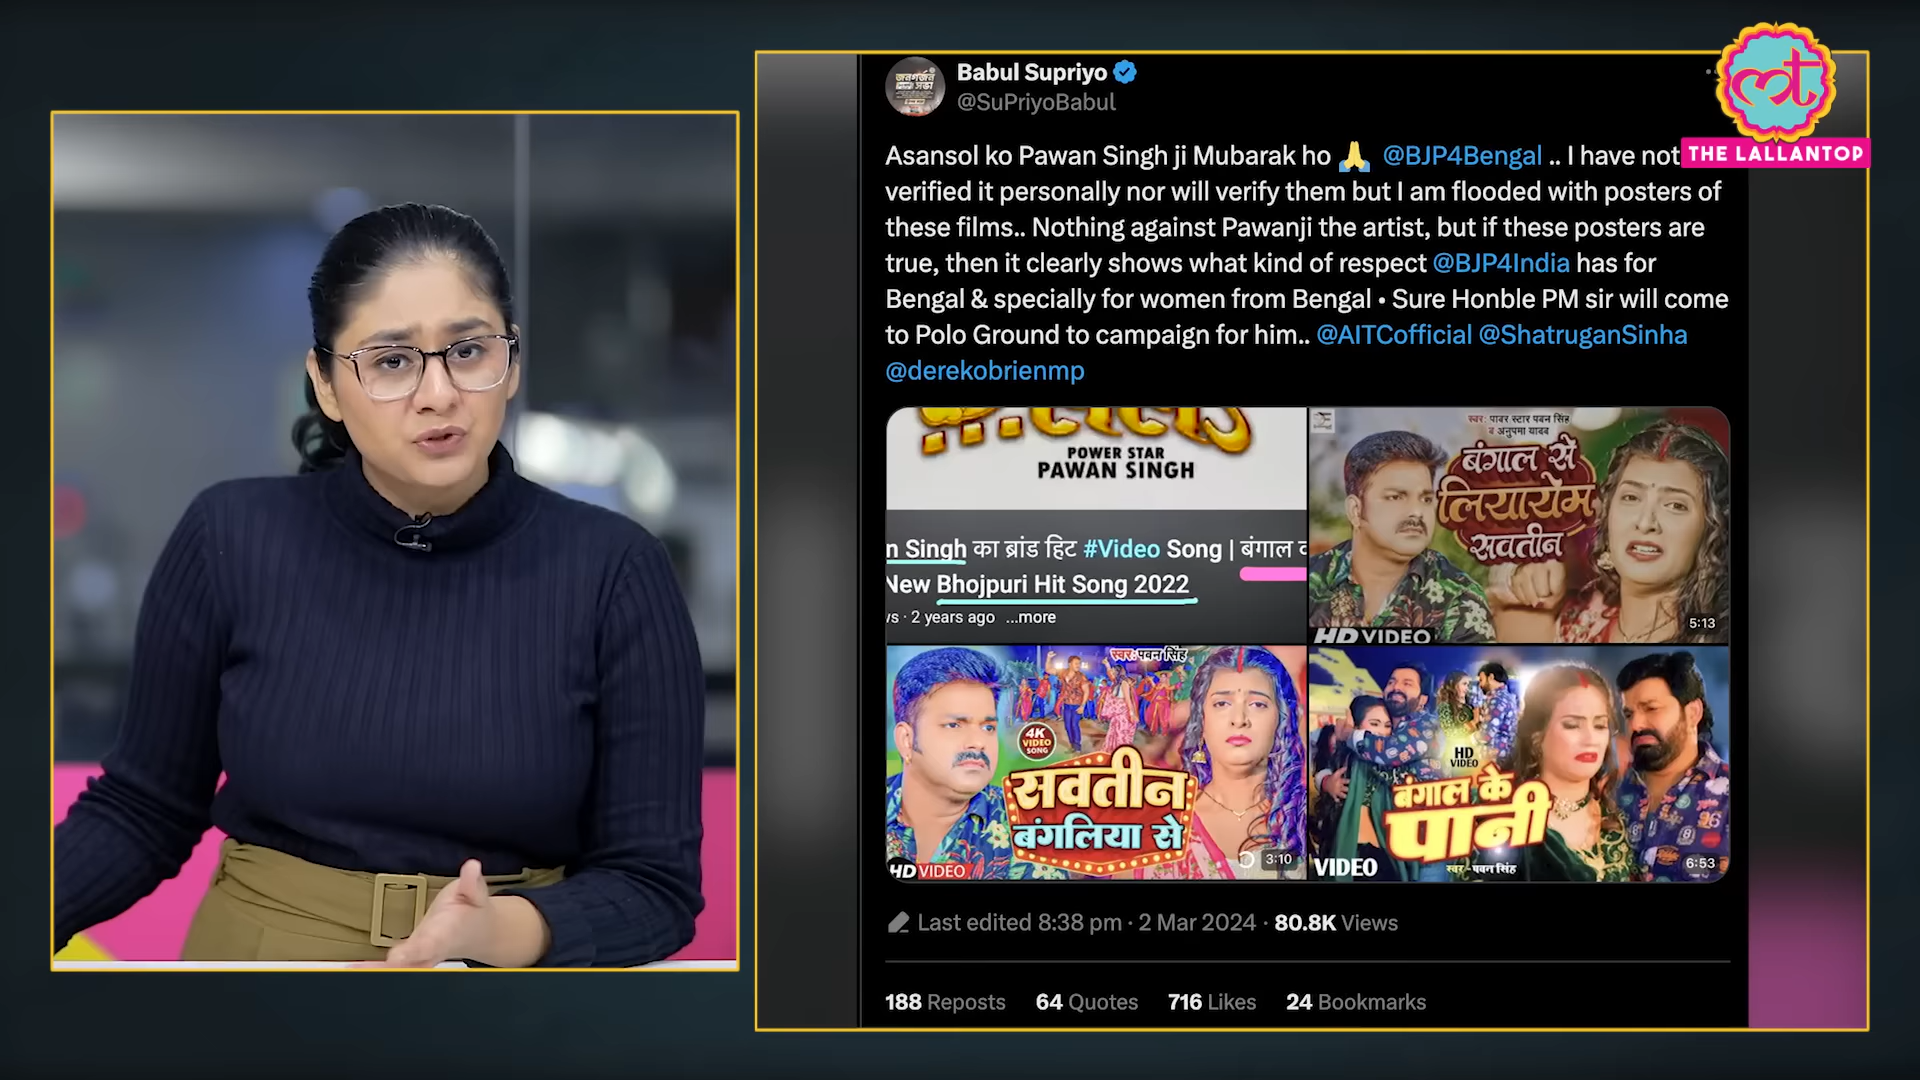 THE LALLANTOP
Babul Supriyo
@SuPriyoBabul
Asansol ko Pawan Singh ji Mubarak ho 🙏 @BJP4Bengal .. I have not
verified it personally nor will verify them but I am flooded with posters of
these films.. Nothing against Pawanji the artist, but if these posters are
true, then it clearly shows what kind of respect @BJP4India has for
Bengal & specially for women from Bengal • Sure Honble PM sir will come
to Polo Ground to campaign for him.. @AITCofficial @ShatruganSinha
@derekobrienmp
POWER STAR
PAWAN SINGH
n Singh का ब्रांड हिट #Video Song | बंगाल
New Bhojpuri Hit Song 2022
2 years ago ...more
स्वर: पावर स्टार पवन सिंह
व अनुपमा यादव
बंगाल से
लियायेम
सवतीन
HD VIDEO
5:13
स्वर: पवन सिंह
4K
VIDEO
SONG
सवतीन
बंगलिया से
HD VIDEO
3:10
HD
VIDEO
बंगाल के
पानी
VIDEO
स्वर - पवन सिंह
6:53
Last edited 8:38 pm · 2 Mar 2024 · 80.8K Views
188 Reposts 64 Quotes 716 Likes 24 Bookmarks